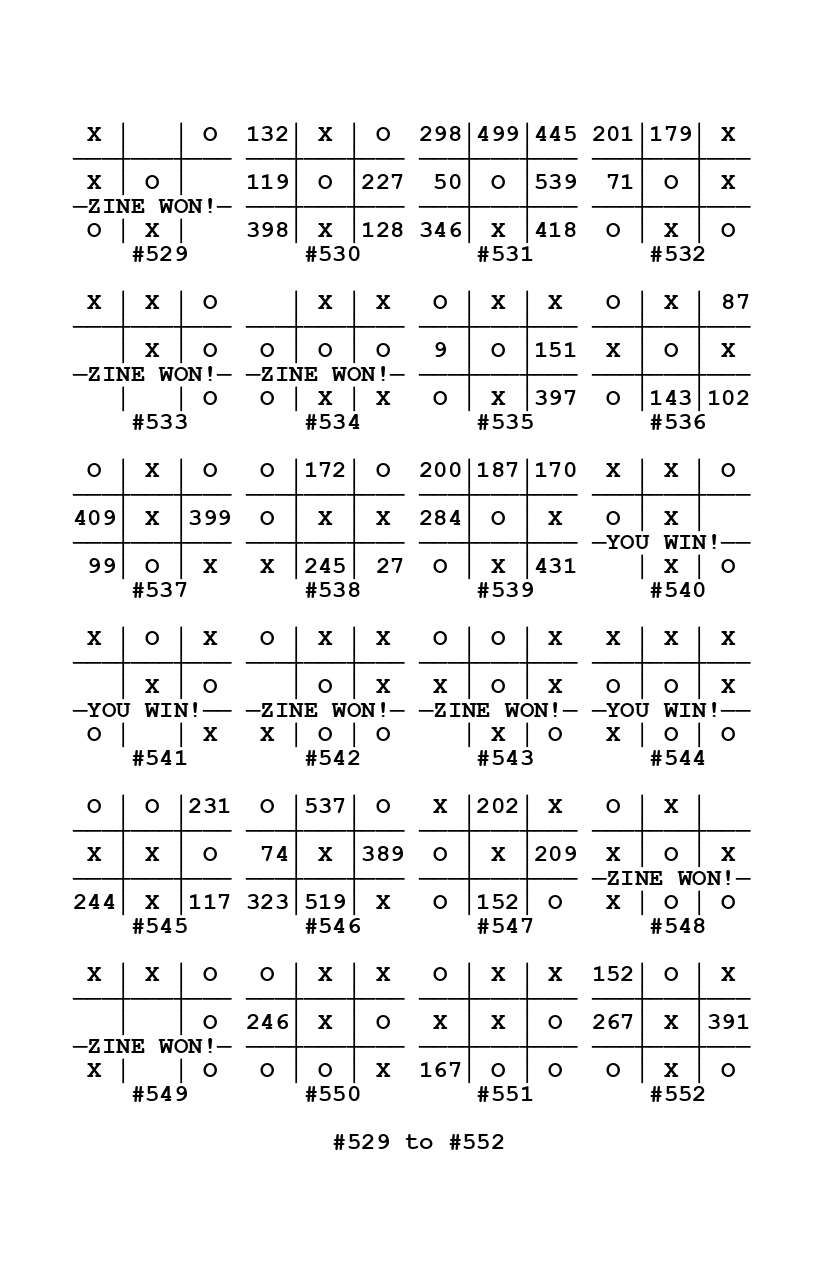 X | | O 132| X | O 298|499|445 201|179| X
X | O | 119| O |227 50| O |539 71| O | X
—ZINE WON!—
O | X | 398| X |128 346| X |418 O | X | O
#529 #530 #531 #532
X | X | O | X | X O | X | X O | X | 87
| X | O O | O | O 9 | O |151 X | O | X
—ZINE WON!— —ZINE WON!—
| | O O | X | X O | X |397 O |143|102
#533 #534 #535 #536
O | X | O O |172| O 200|187|170 X | X | O
409| X |399 O | X | X 284| O | X O | X |
—YOU WIN!——
99| O | X X |245| 27 O | X |431 | X | O
#537 #538 #539 #540
X | O | X O | X | X O | O | X X | X | X
| X | O | O | X X | O | X O | O | X
—YOU WIN!—— —ZINE WON!— —ZINE WON!— —YOU WIN!——
O | | X X | O | O | X | O X | O | O
#541 #542 #543 #544
O | O |231 O |537| O X |202| X O | X |
X | X | O 74| X |389 O | X |209 X | O | X
—ZINE WON!—
244| X |117 323|519| X O |152| O X | O | O
#545 #546 #547 #548
X | X | O O | X | X O | X | X 152| O | X
| | O 246| X | O X | X | O 267| X |391
—ZINE WON!—
X | | O O | O | X 167| O | O O | X | O
#549 #550 #551 #552
#529 to #552